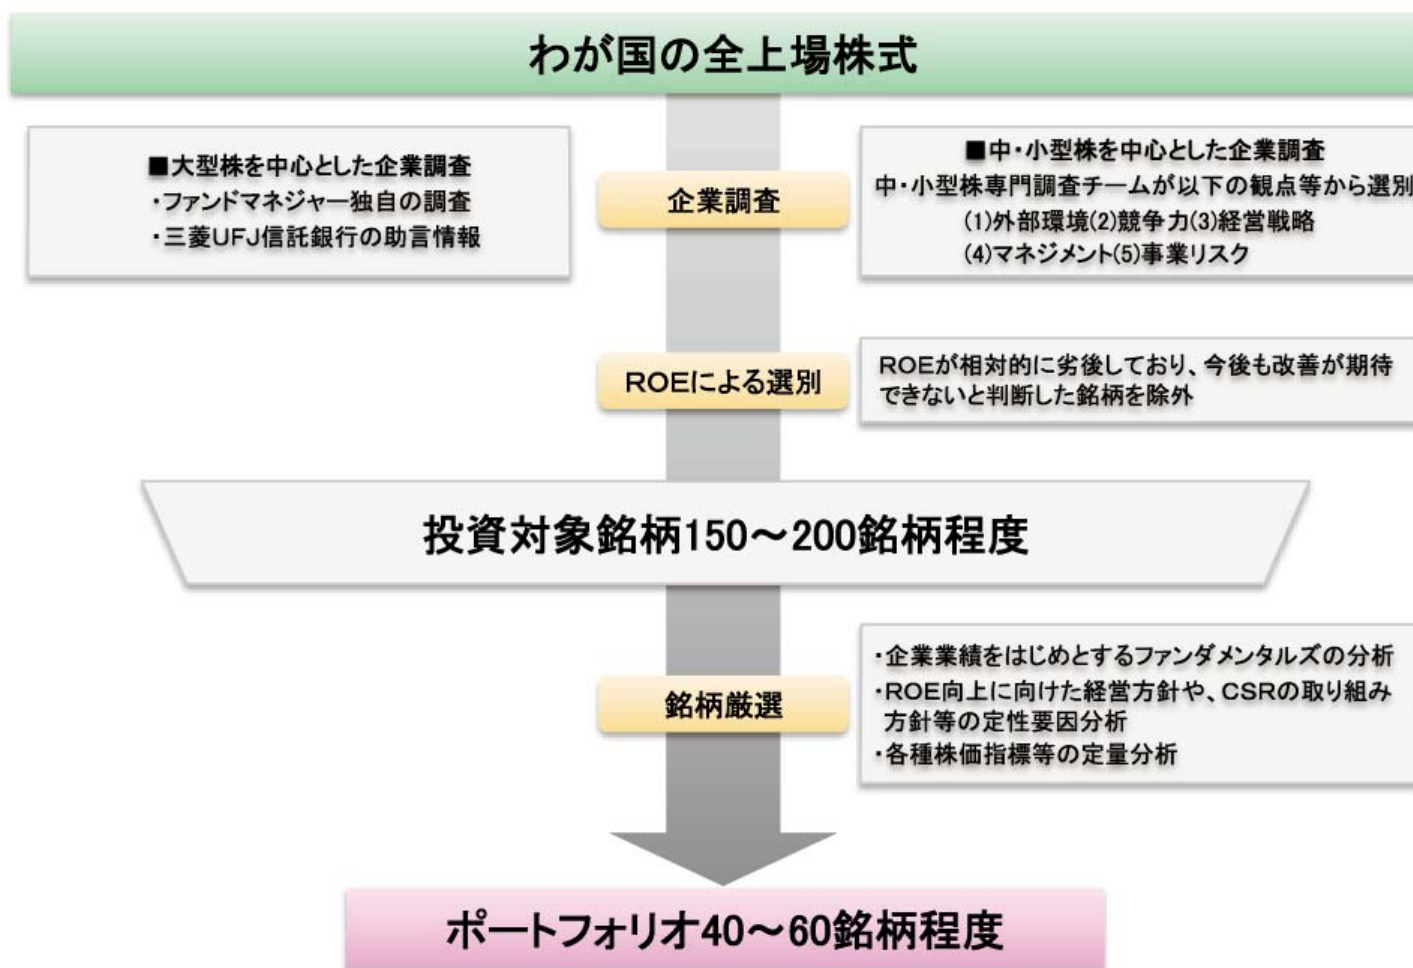 わが国の全上場株式
■大型株を中心とした企業調査
・ファンドマネジャー独自の調査
・三菱UFJ信託銀行の助言情報
企業調査
■中・小型株を中心とした企業調査
中・小型株専門調査チームが以下の観点等から選別
(1)外部環境(2)競争力(3)経営戦略
(4)マネジメント(5)事業リスク
ROEによる選別
ROEが相対的に劣後しており、今後も改善が期待
できないと判断した銘柄を除外
投資対象銘柄150～200銘柄程度
銘柄厳選
・企業業績をはじめとするファンダメンタルズの分析
・ROE向上に向けた経営方針や、CSRの取り組み
方針等の定性要因分析
・各種株価指標等の定量分析
ポートフォリオ40～60銘柄程度